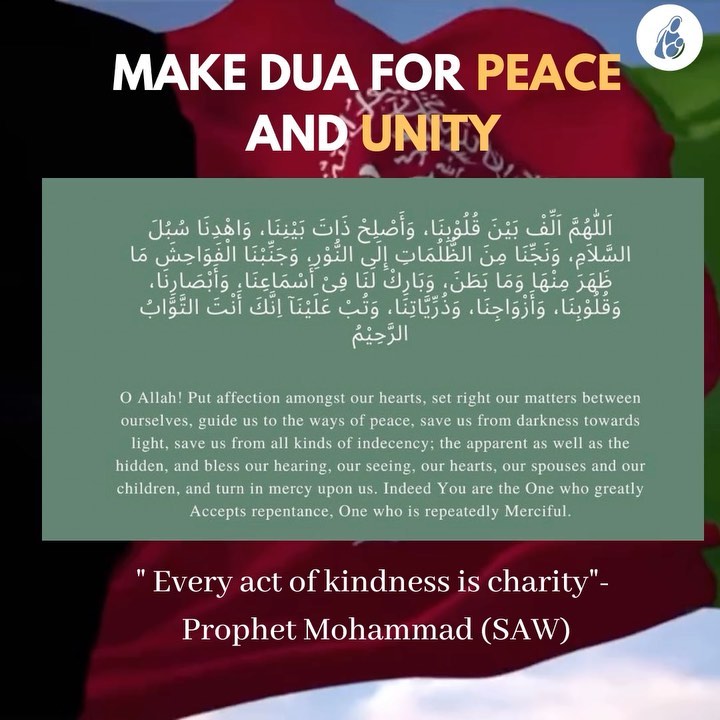 MAKE DUA FOR PEACE
AND UNITY
اَللّٰهُمَّ اَلِّفْ بَيْنَ قُلُوْبِنَا، وَأَصْلِحْ ذَاتَ بَيْنِنَا، وَاهْدِنَا سُبُلَ
السَّلَامِ، وَنَجِّنَا مِنَ الظُّلُمَاتِ إِلَى النُّوْرِ، وَجَنِّبْنَا الْفَوَاحِشَ مَا
ظَهَرَ مِنْهَا وَمَا بَطَنَ، وَبَارِكْ لَنَا فِىْ أَسْمَاعِنَا، وَأَبْصَارِنَا،
وَقُلُوْبِنَا، وَأَزْوَاجِنَا، وَذُرِّيَّاتِنَا، وَتُبْ عَلَيْنَآ اِنَّكَ أَنْتَ التَّوَّابُ
الرَّحِيْمُ
O Allah! Put affection amongst our hearts, set right our matters between
ourselves, guide us to the ways of peace, save us from darkness towards
light, save us from all kinds of indecency; the apparent as well as the
hidden, and bless our hearing, our seeing, our hearts, our spouses and our
children, and turn in mercy upon us. Indeed You are the One who greatly
Accepts repentance, One who is repeatedly Merciful.
" Every act of kindness is charity"-
Prophet Mohammad (SAW)